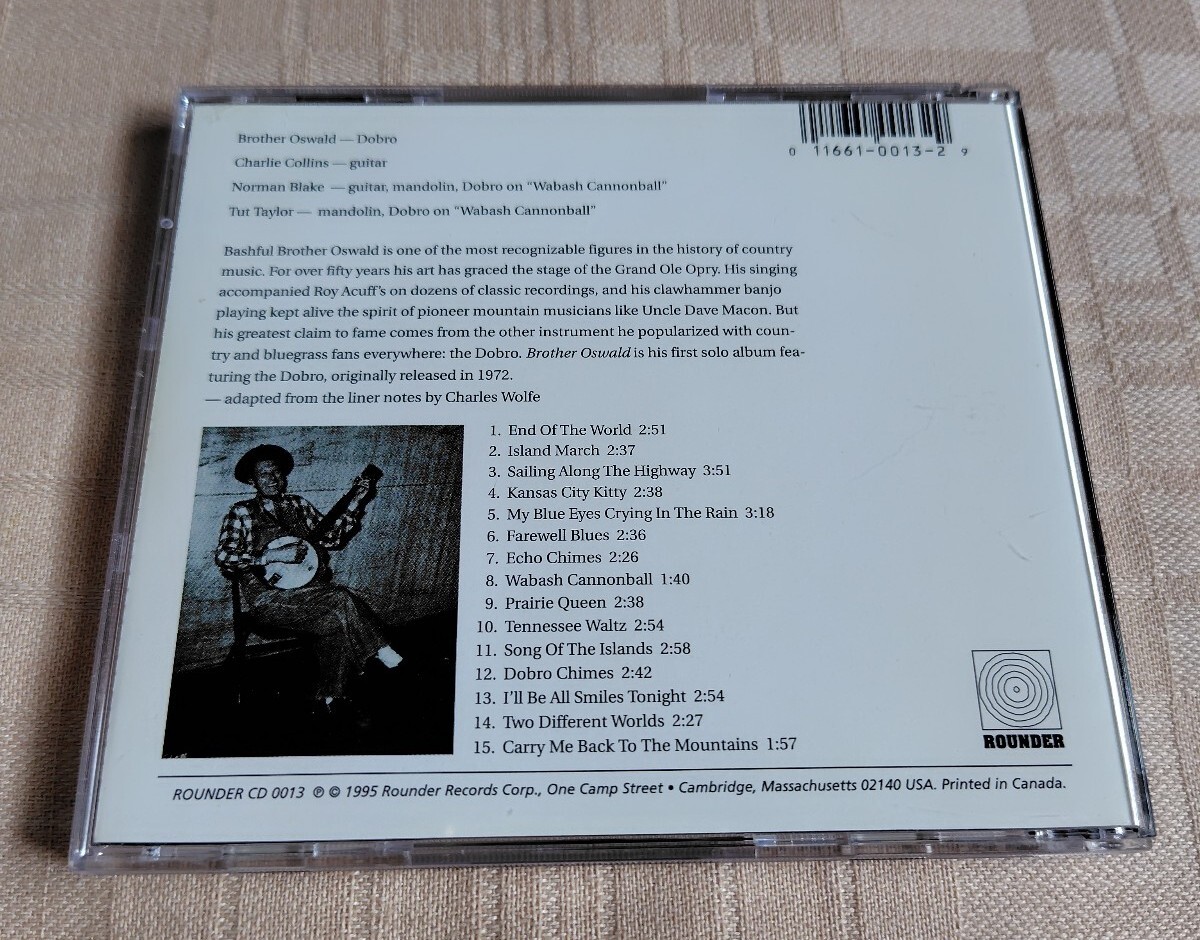 Brother Oswald — Dobro
Charlie Collins — guitar
Norman Blake — guitar, mandolin, Dobro on "Wabash Cannonball"
Tut Taylor — mandolin, Dobro on "Wabash Cannonball"
0 11661-0013-2 9
Bashful Brother Oswald is one of the most recognizable figures in the history of country
music. For over fifty years his art has graced the stage of the Grand Ole Opry. His singing
accompanied Roy Acuff's on dozens of classic recordings, and his clawhammer banjo
playing kept alive the spirit of pioneer mountain musicians like Uncle Dave Macon. But
his greatest claim to fame comes from the other instrument he popularized with coun-
try and bluegrass fans everywhere: the Dobro. Brother Oswald is his first solo album fea-
turing the Dobro, originally released in 1972.
— adapted from the liner notes by Charles Wolfe
1. End Of The World 2:51
2. Island March 2:37
3. Sailing Along The Highway 3:51
4. Kansas City Kitty 2:38
5. My Blue Eyes Crying In The Rain 3:18
6. Farewell Blues 2:36
7. Echo Chimes 2:26
8. Wabash Cannonball 1:40
9. Prairie Queen 2:38
10. Tennessee Waltz 2:54
11. Song Of The Islands 2:58
12. Dobro Chimes 2:42
13. I'll Be All Smiles Tonight 2:54
14. Two Different Worlds 2:27
15. Carry Me Back To The Mountains 1:57
ROUNDER
ROUNDER CD 0013 ℗ © 1995 Rounder Records Corp., One Camp Street • Cambridge, Massachusetts 02140 USA. Printed in Canada.